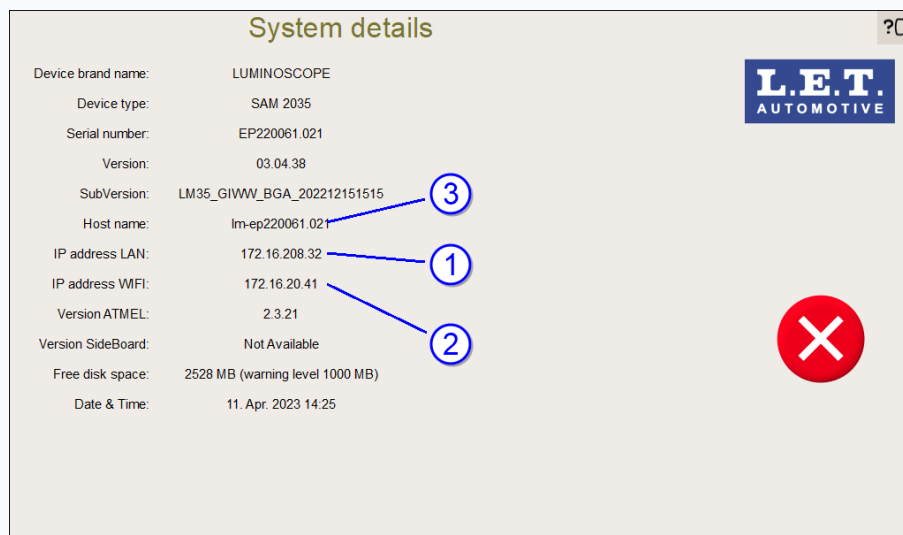 System details
?
L.E.T.
AUTOMOTIVE
Device brand name: LUMINOSCOPE
Device type: SAM 2035
Serial number: EP220061.021
Version: 03.04.38
SubVersion: LM35_GIWW_BGA_202212151515
3
Host name: lm-ep220061.021
IP address LAN: 172.16.208.32
1
IP address WIFI: 172.16.20.41
Version ATMEL: 2.3.21
2
Version SideBoard: Not Available
Free disk space: 2528 MB (warning level 1000 MB)
Date & Time: 11. Apr. 2023 14:25